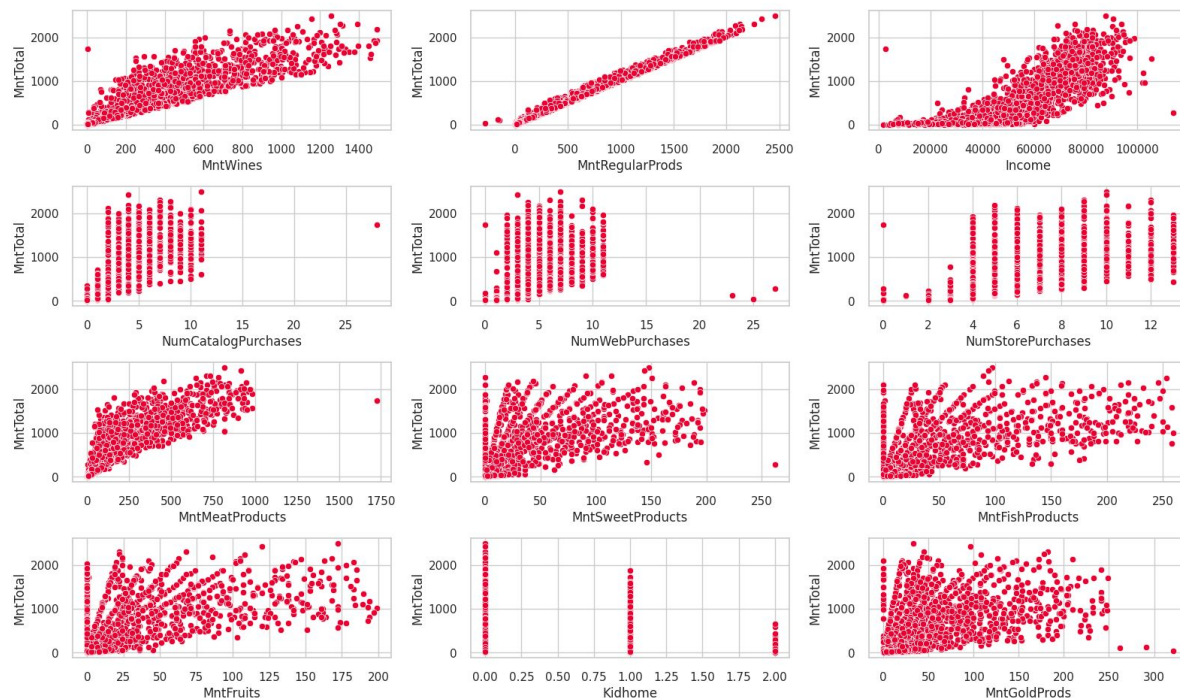 MntTotal
2000
1000
0
0 200 400 600 800 1000 1200 1400
MntWines
MntTotal
2000
1000
0
0 500 1000 1500 2000 2500
MntRegularProds
MntTotal
2000
1000
0
0 20000 40000 60000 80000 100000
Income
MntTotal
2000
1000
0
0 5 10 15 20 25
NumCatalogPurchases
MntTotal
2000
1000
0
0 5 10 15 20 25
NumWebPurchases
MntTotal
2000
1000
0
0 2 4 6 8 10 12
NumStorePurchases
MntTotal
2000
1000
0
0 250 500 750 1000 1250 1500 1750
MntMeatProducts
MntTotal
2000
1000
0
0 50 100 150 200 250
MntSweetProducts
MntTotal
2000
1000
0
0 50 100 150 200 250
MntFishProducts
MntTotal
2000
1000
0
0 25 50 75 100 125 150 175 200
MntFruits
MntTotal
2000
1000
0
0.00 0.25 0.50 0.75 1.00 1.25 1.50 1.75 2.00
Kidhome
MntTotal
2000
1000
0
0 50 100 150 200 250 300
MntGoldProds